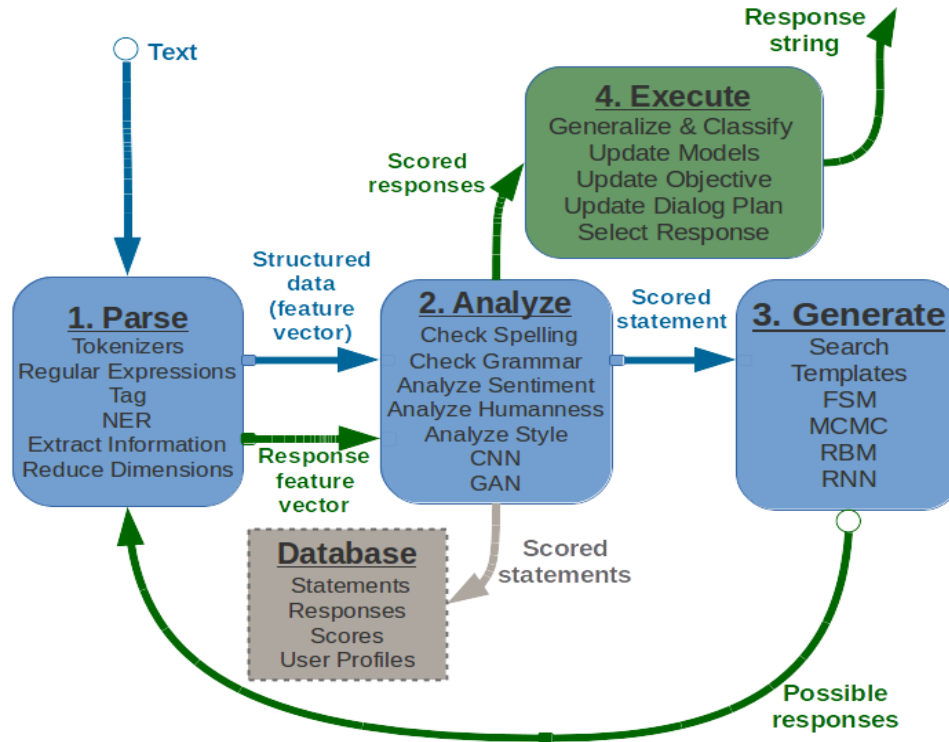 Text
Response
string
4. Execute
Generalize & Classify
Update Models
Update Objective
Update Dialog Plan
Select Response
Scored
responses
Structured
data
(feature
vector)
1. Parse
Tokenizers
Regular Expressions
Tag
NER
Extract Information
Reduce Dimensions
Response
feature
vector
2. Analyze
Check Spelling
Check Grammar
Analyze Sentiment
Analyze Humanness
Analyze Style
CNN
GAN
Scored
statement
3. Generate
Search
Templates
FSM
MCMC
RBM
RNN
Database
Statements
Responses
Scores
User Profiles
Scored
statements
Possible
responses